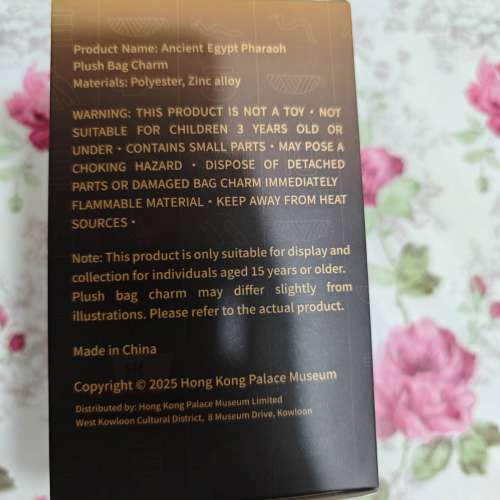 Product Name: Ancient Egypt Pharaoh
Plush Bag Charm
Materials: Polyester, Zinc alloy
WARNING: THIS PRODUCT IS NOT A TOY • NOT
SUITABLE FOR CHILDREN 3 YEARS OLD OR
UNDER • CONTAINS SMALL PARTS • MAY POSE A
CHOKING HAZARD • DISPOSE OF DETACHED
PARTS OR DAMAGED BAG CHARM IMMEDIATELY
FLAMMABLE MATERIAL • KEEP AWAY FROM HEAT
SOURCES •
Note: This product is only suitable for display and
collection for individuals aged 15 years or older.
Plush bag charm may differ slightly from
illustrations. Please refer to the actual product.
Made in China
Copyright © 2025 Hong Kong Palace Museum
Distributed by: Hong Kong Palace Museum Limited
West Kowloon Cultural District, 8 Museum Drive, Kowloon